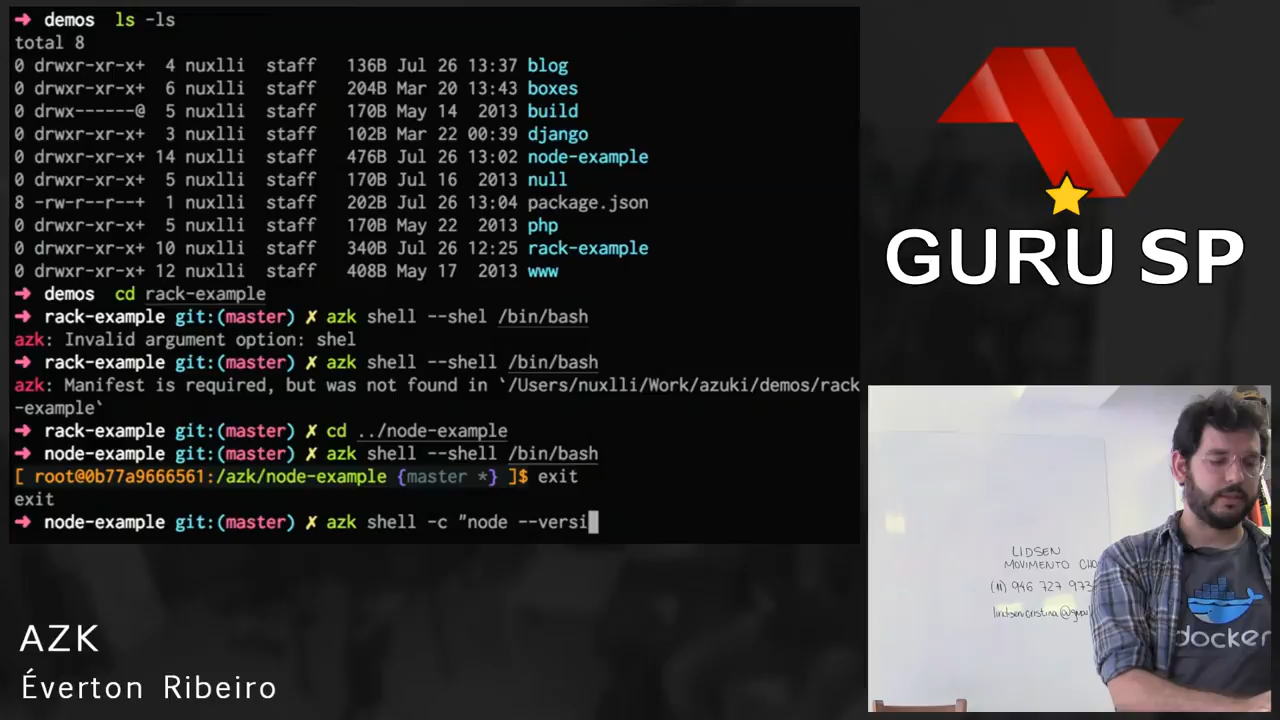 ➜ demos ls -ls
total 8
0 drwxr-xr-x+ 4 nuxlli staff 136B Jul 26 13:37 blog
0 drwxr-xr-x+ 6 nuxlli staff 204B Mar 20 13:43 boxes
0 drwx------@ 5 nuxlli staff 170B May 14 2013 build
0 drwxr-xr-x+ 3 nuxlli staff 102B Mar 22 00:39 django
0 drwxr-xr-x+ 14 nuxlli staff 476B Jul 26 13:02 node-example
0 drwxr-xr-x+ 5 nuxlli staff 170B Jul 16 2013 null
8 -rw-r--r--+ 1 nuxlli staff 202B Jul 26 13:04 package.json
0 drwxr-xr-x+ 5 nuxlli staff 170B May 22 2013 php
0 drwxr-xr-x+ 10 nuxlli staff 340B Jul 26 12:25 rack-example
0 drwxr-xr-x+ 12 nuxlli staff 408B May 17 2013 www
➜ demos cd rack-example
➜ rack-example git:(master) ✗ azk shell --shel /bin/bash
azk: Invalid argument option: shel
➜ rack-example git:(master) ✗ azk shell --shell /bin/bash
azk: Manifest is required, but was not found in `/Users/nuxlli/Work/azuki/demos/rack
-example`
➜ rack-example git:(master) ✗ cd ../node-example
➜ node-example git:(master) ✗ azk shell --shell /bin/bash
[ root@0b77a9666561:/azk/node-example {master *} ]$ exit
exit
➜ node-example git:(master) ✗ azk shell -c "node --versi
GURU SP
LIDSEN
MOVIMENTO CHO
(11) 946 727 973
docker
AZK
Éverton Ribeiro